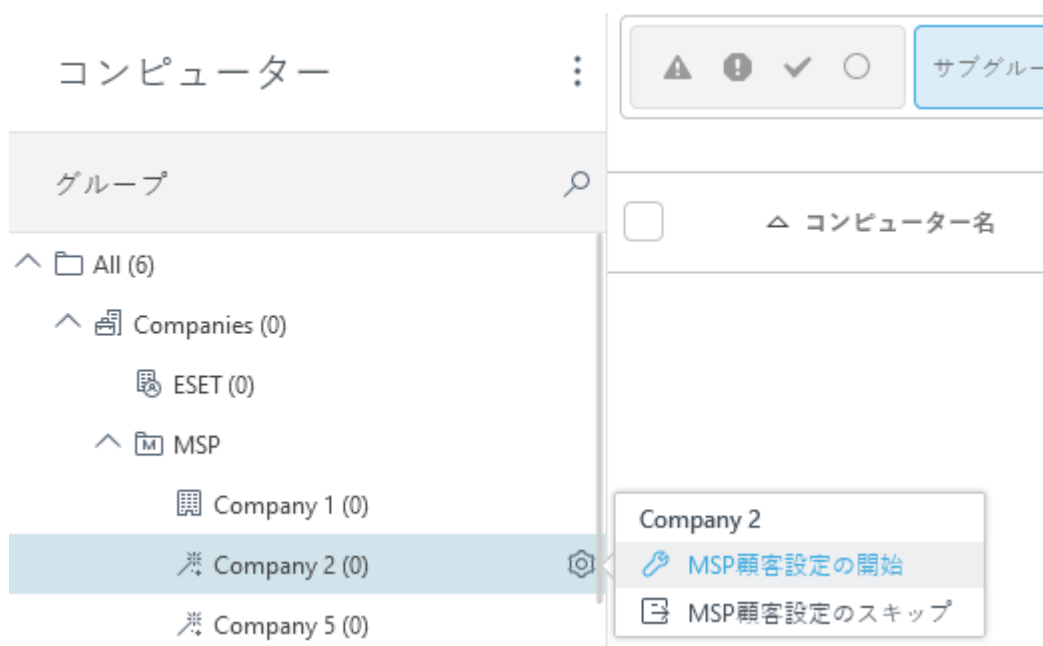 コンピューター
サブグルー
グループ
コンピューター名
All (6)
Companies (0)
ESET (0)
MSP
Company 1 (0)
Company 2 (0)
Company 5 (0)
Company 2
MSP顧客設定の開始
MSP顧客設定のスキップ